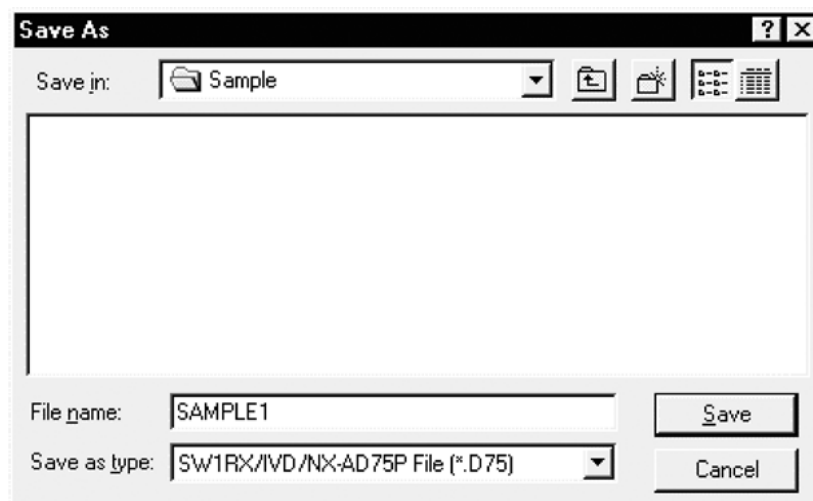 Save As
Save in: Sample
File name: SAMPLE1 Save
Save as type: SW1RX/IVD/NX-AD75P File (*.D75) Cancel